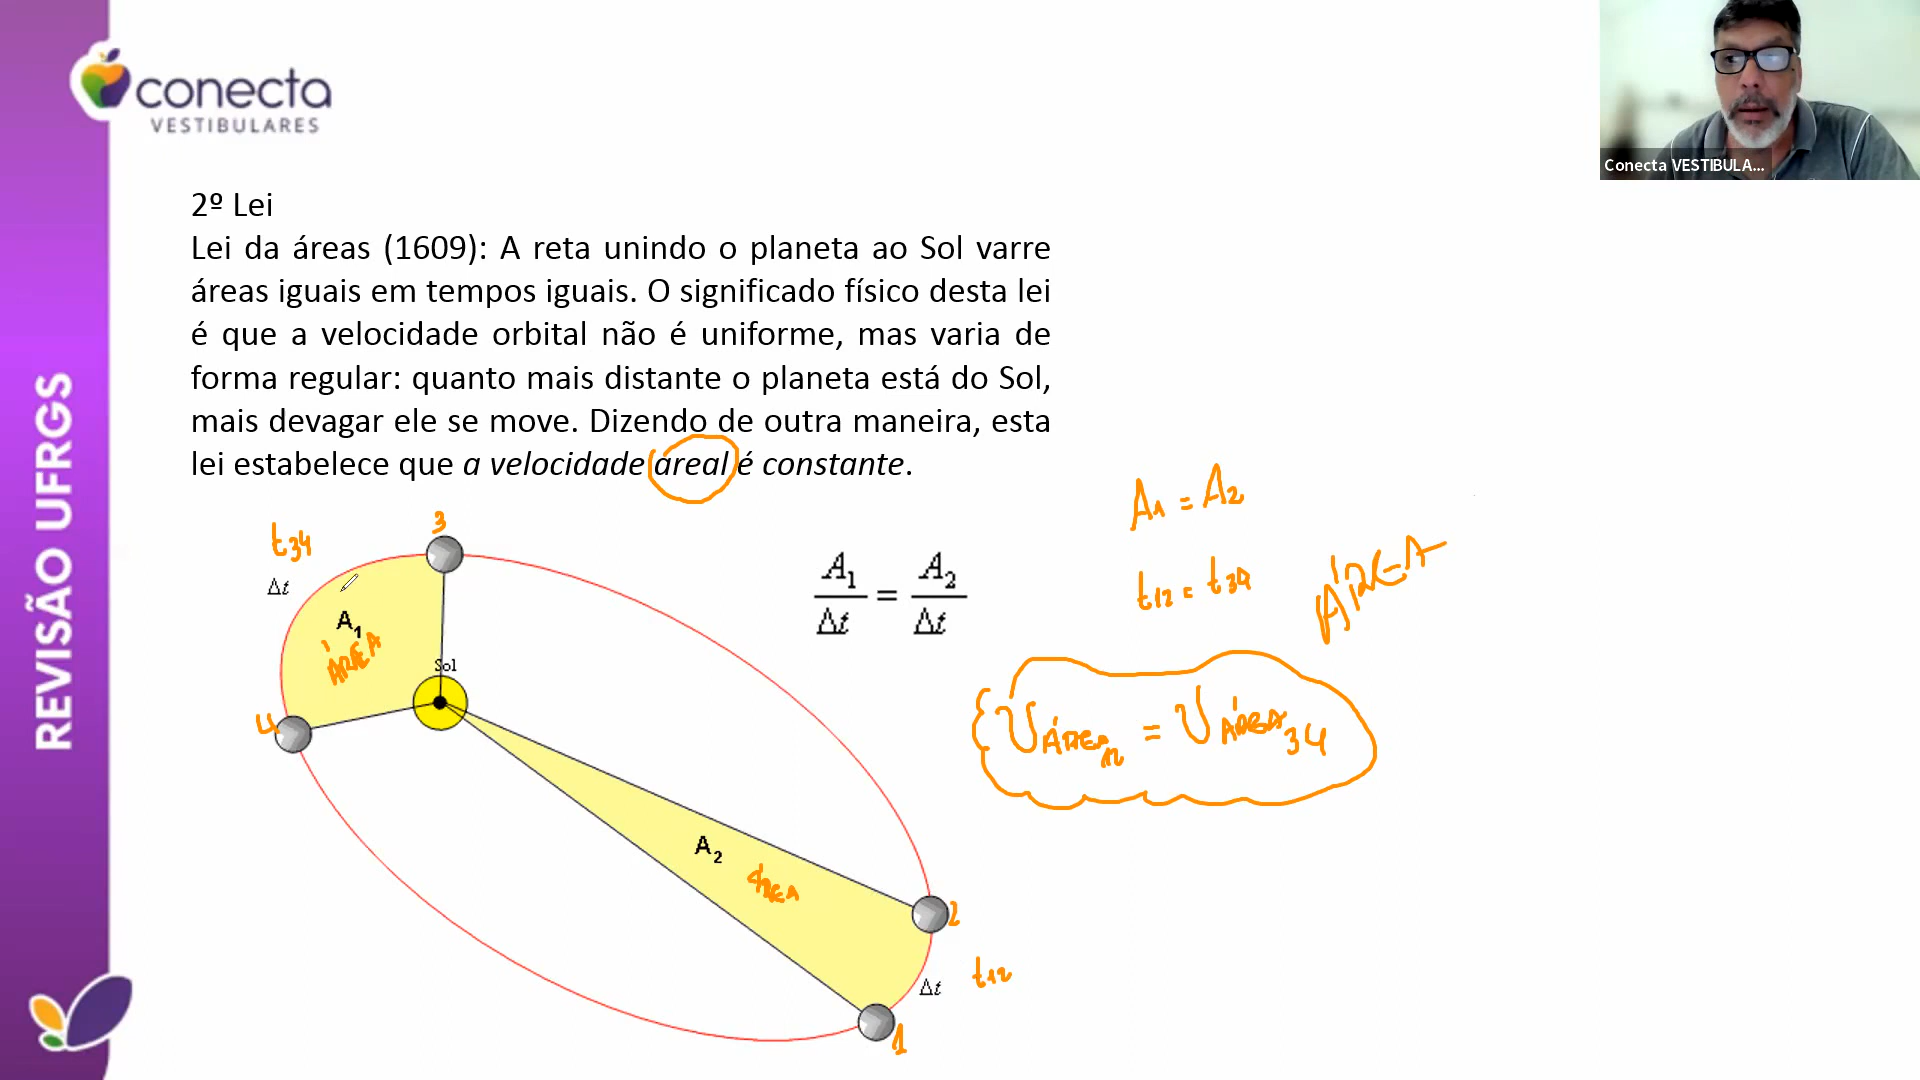 conecta
VESTIBULARES
REVISÃO UFRGS
Conecta VESTIBULA...
2º Lei
Lei da áreas (1609): A reta unindo o planeta ao Sol varre
áreas iguais em tempos iguais. O significado físico desta lei
é que a velocidade orbital não é uniforme, mas varia de
forma regular: quanto mais distante o planeta está do Sol,
mais devagar ele se move. Dizendo de outra maneira, esta
lei estabelece que a velocidade areal é constante.
A1 = A2
t12 = t34
ÁREA
t34
3
Δt
A1
ÁREA
Sol
4
A1/Δt = A2/Δt
VÁREA12 = VÁREA34
A2
ÁREA
2
t12
Δt
1